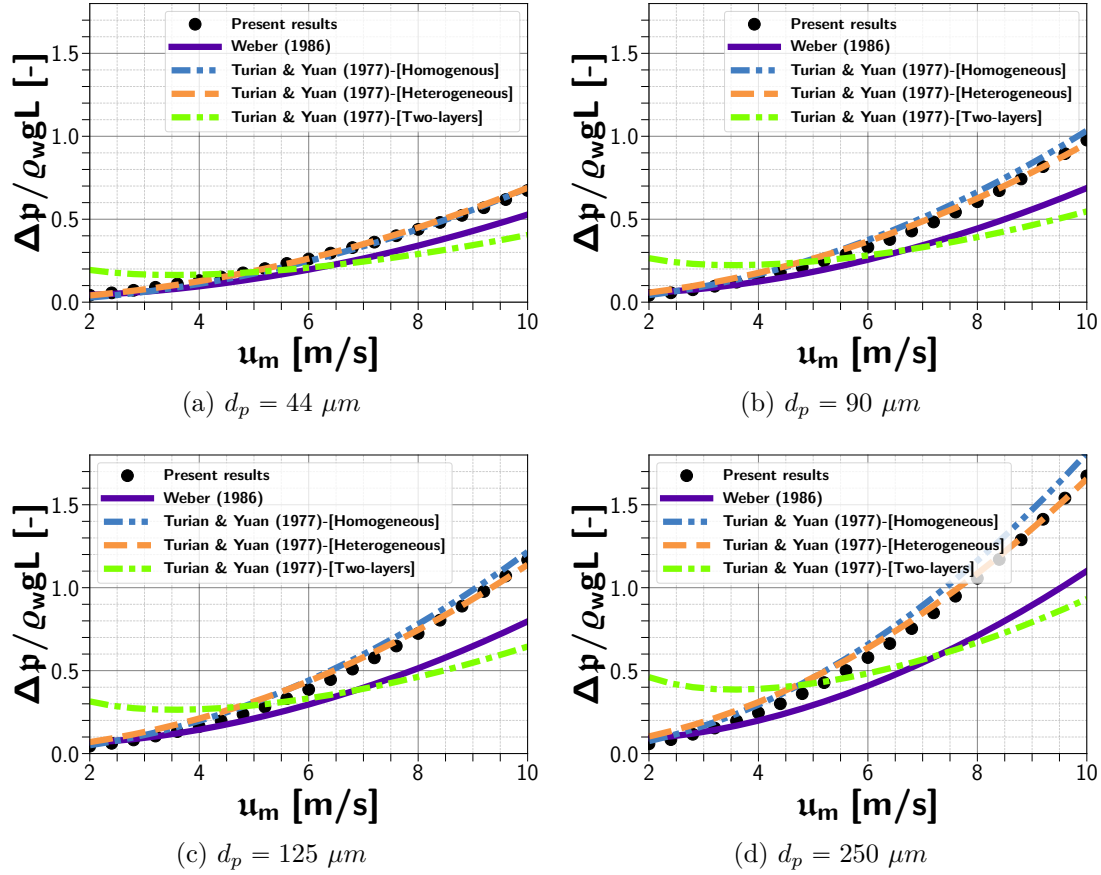 Present results
Weber (1986)
Turian & Yuan (1977)-[Homogenous]
Turian & Yuan (1977)-[Heterogeneous]
Turian & Yuan (1977)-[Two-layers]
Δp/ϱwgL [-]
1.5
1.0
0.5
0.0
2 4 6 8 10
um [m/s]
(a) dp = 44 μm
Present results
Weber (1986)
Turian & Yuan (1977)-[Homogenous]
Turian & Yuan (1977)-[Heterogeneous]
Turian & Yuan (1977)-[Two-layers]
Δp/ϱwgL [-]
1.5
1.0
0.5
0.0
2 4 6 8 10
um [m/s]
(b) dp = 90 μm
Present results
Weber (1986)
Turian & Yuan (1977)-[Homogeneous]
Turian & Yuan (1977)-[Heterogeneous]
Turian & Yuan (1977)-[Two-layers]
Δp/ϱwgL [-]
1.5
1.0
0.5
0.0
2 4 6 8 10
um [m/s]
(c) dp = 125 μm
Present results
Weber (1986)
Turian & Yuan (1977)-[Homogeneous]
Turian & Yuan (1977)-[Heterogeneous]
Turian & Yuan (1977)-[Two-layers]
Δp/ϱwgL [-]
1.5
1.0
0.5
0.0
2 4 6 8 10
um [m/s]
(d) dp = 250 μm